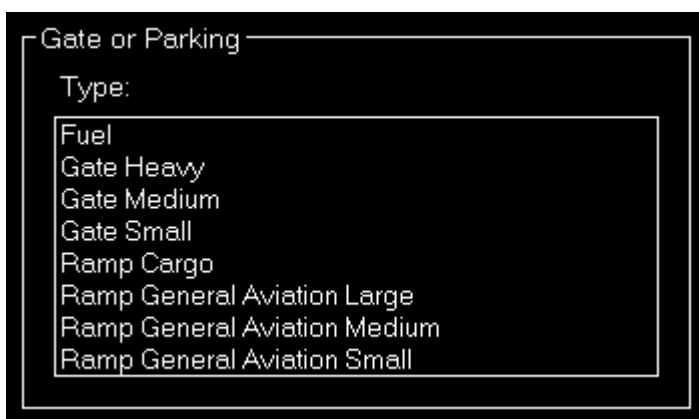 Gate or Parking
Type:
Fuel
Gate Heavy
Gate Medium
Gate Small
Ramp Cargo
Ramp General Aviation Large
Ramp General Aviation Medium
Ramp General Aviation Small